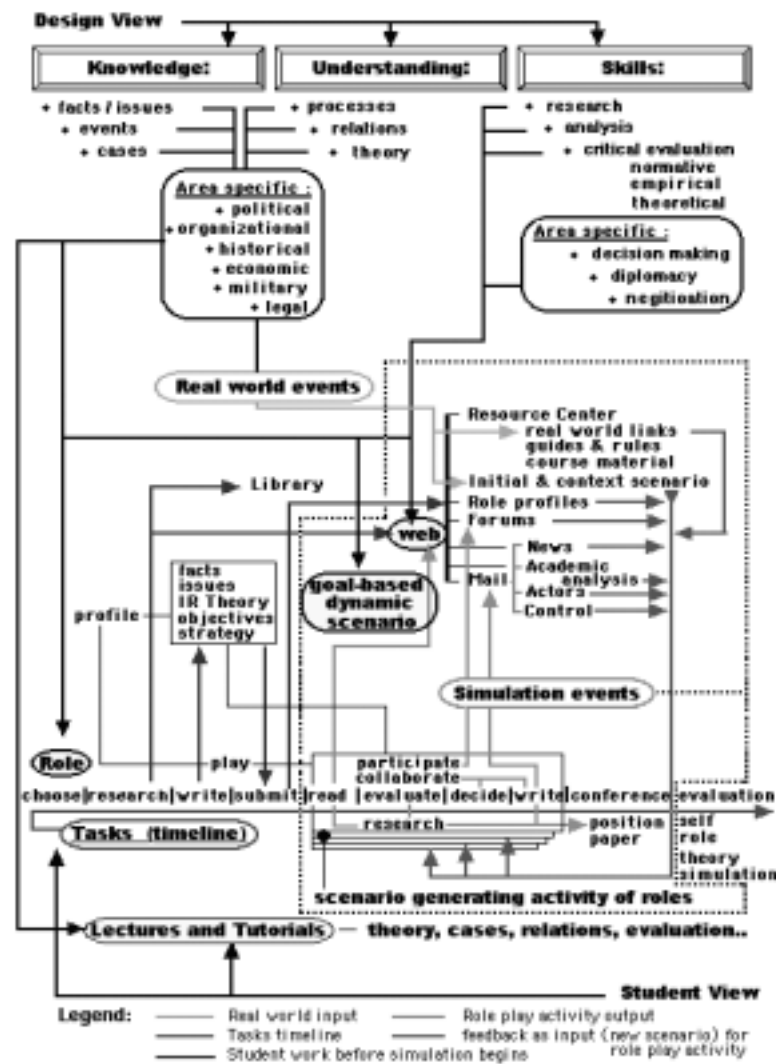 Design View
Knowledge:
Understanding:
Skills:
+ facts / issues
+ events
+ cases
+ processes
+ relations
+ theory
+ research
+ analysis
+ critical evaluation
normative
empirical
theoretical
Area specific :
+ political
+ organizational
+ historical
+ economic
+ military
+ legal
Area specific :
+ decision making
+ diplomacy
+ negitioation
Real world events
Resource Center
real world links
guides & rules
course material
Initial & context scenario
Library
Role profiles
Forums
web
News
Academic
Mail
analysis
Actors
Control
facts
issues
IR Theory
objectives
strategy
profile
goal-based
dynamic
scenario
Simulation events
Role
play
participate
collaborate
choose|research|write|submit|read |evaluate|decide|write|conference|evaluation
Tasks (timeline)
research
position
paper
self
role
theory
simulation
scenario generating activity of roles
Lectures and Tutorials
theory, cases, relations, evaluation..
Student View
Legend:
Real world input
Role play activity output
Tasks timeline
feedback as input (new scenario) for
role play activity
Student work before simulation begins